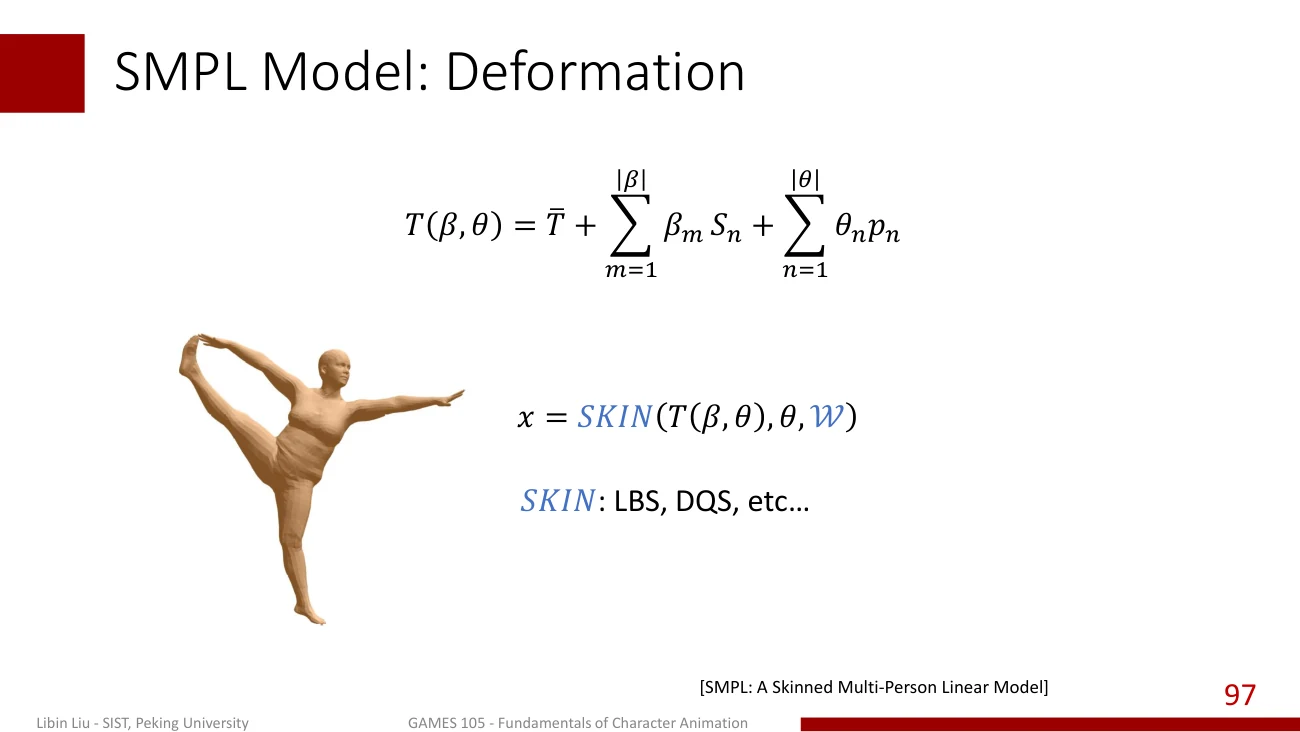 SMPL Model: Deformation
𝑇(𝛽, 𝜃) = 𝑇̅ + ∑_{𝑚=1}^{|𝛽|} 𝛽_𝑚 𝑆_𝑛 + ∑_{𝑛=1}^{|𝜃|} 𝜃_𝑛 𝑝_𝑛
𝑥 = 𝑆𝐾𝐼𝑁(𝑇(𝛽, 𝜃), 𝜃, 𝒲)
𝑆𝐾𝐼𝑁: LBS, DQS, etc…
[SMPL: A Skinned Multi-Person Linear Model]
97
Libin Liu - SIST, Peking University
GAMES 105 - Fundamentals of Character Animation